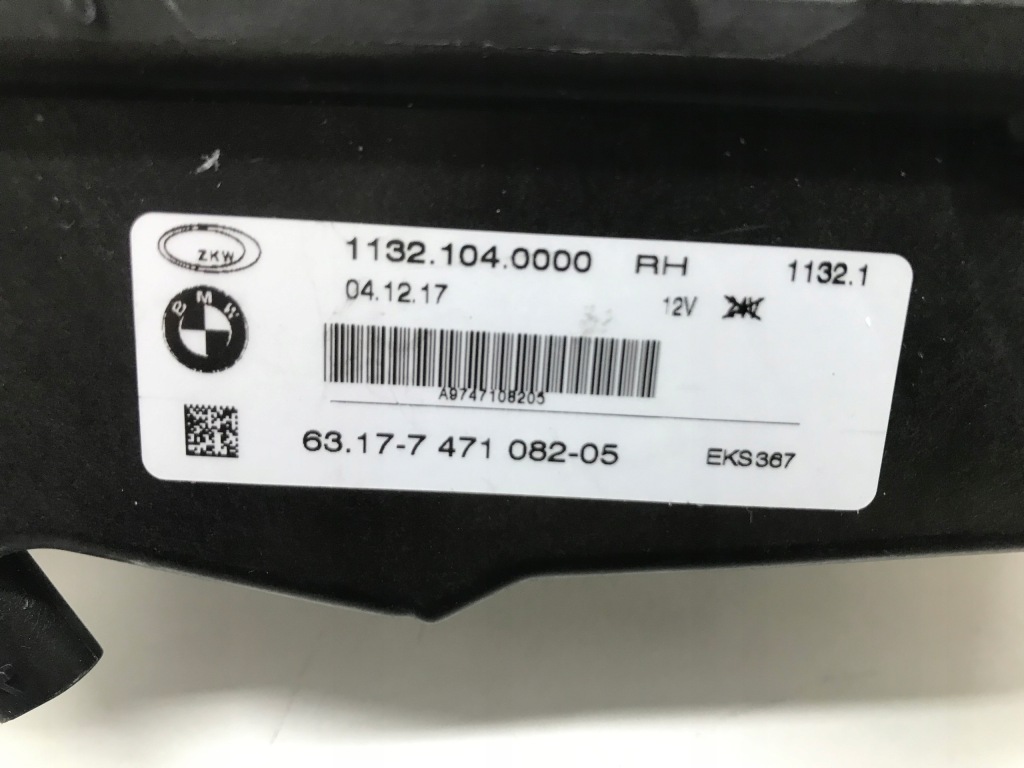 ZKW 1132.104.0000 RH 1132.1
04.12.17 12V
BMW
A9747108205
63.17-7 471 082-05 EKS367